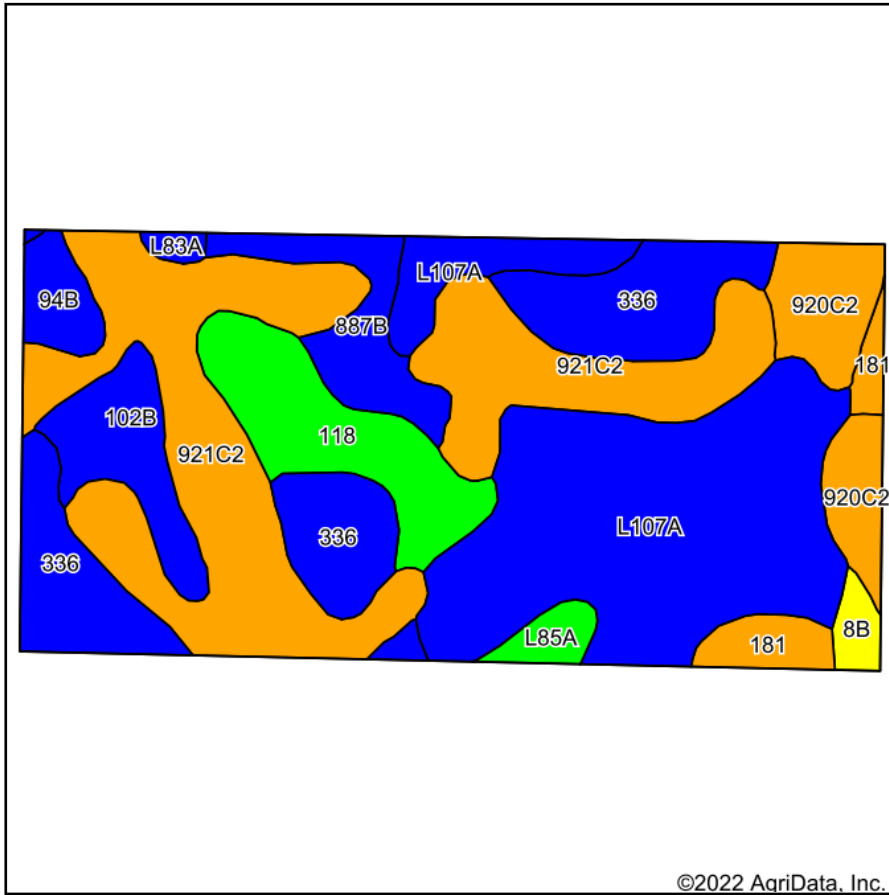 L83A
L107A
94B
336
920C2
887B
181
921C2
102B
118
921C2
920C2
L107A
336
336
L85A
8B
181
©2022 AgriData, Inc.